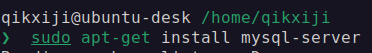 qikxiji@ubuntu-desk /home/qikxiji
❯ sudo apt-get install mysql-server